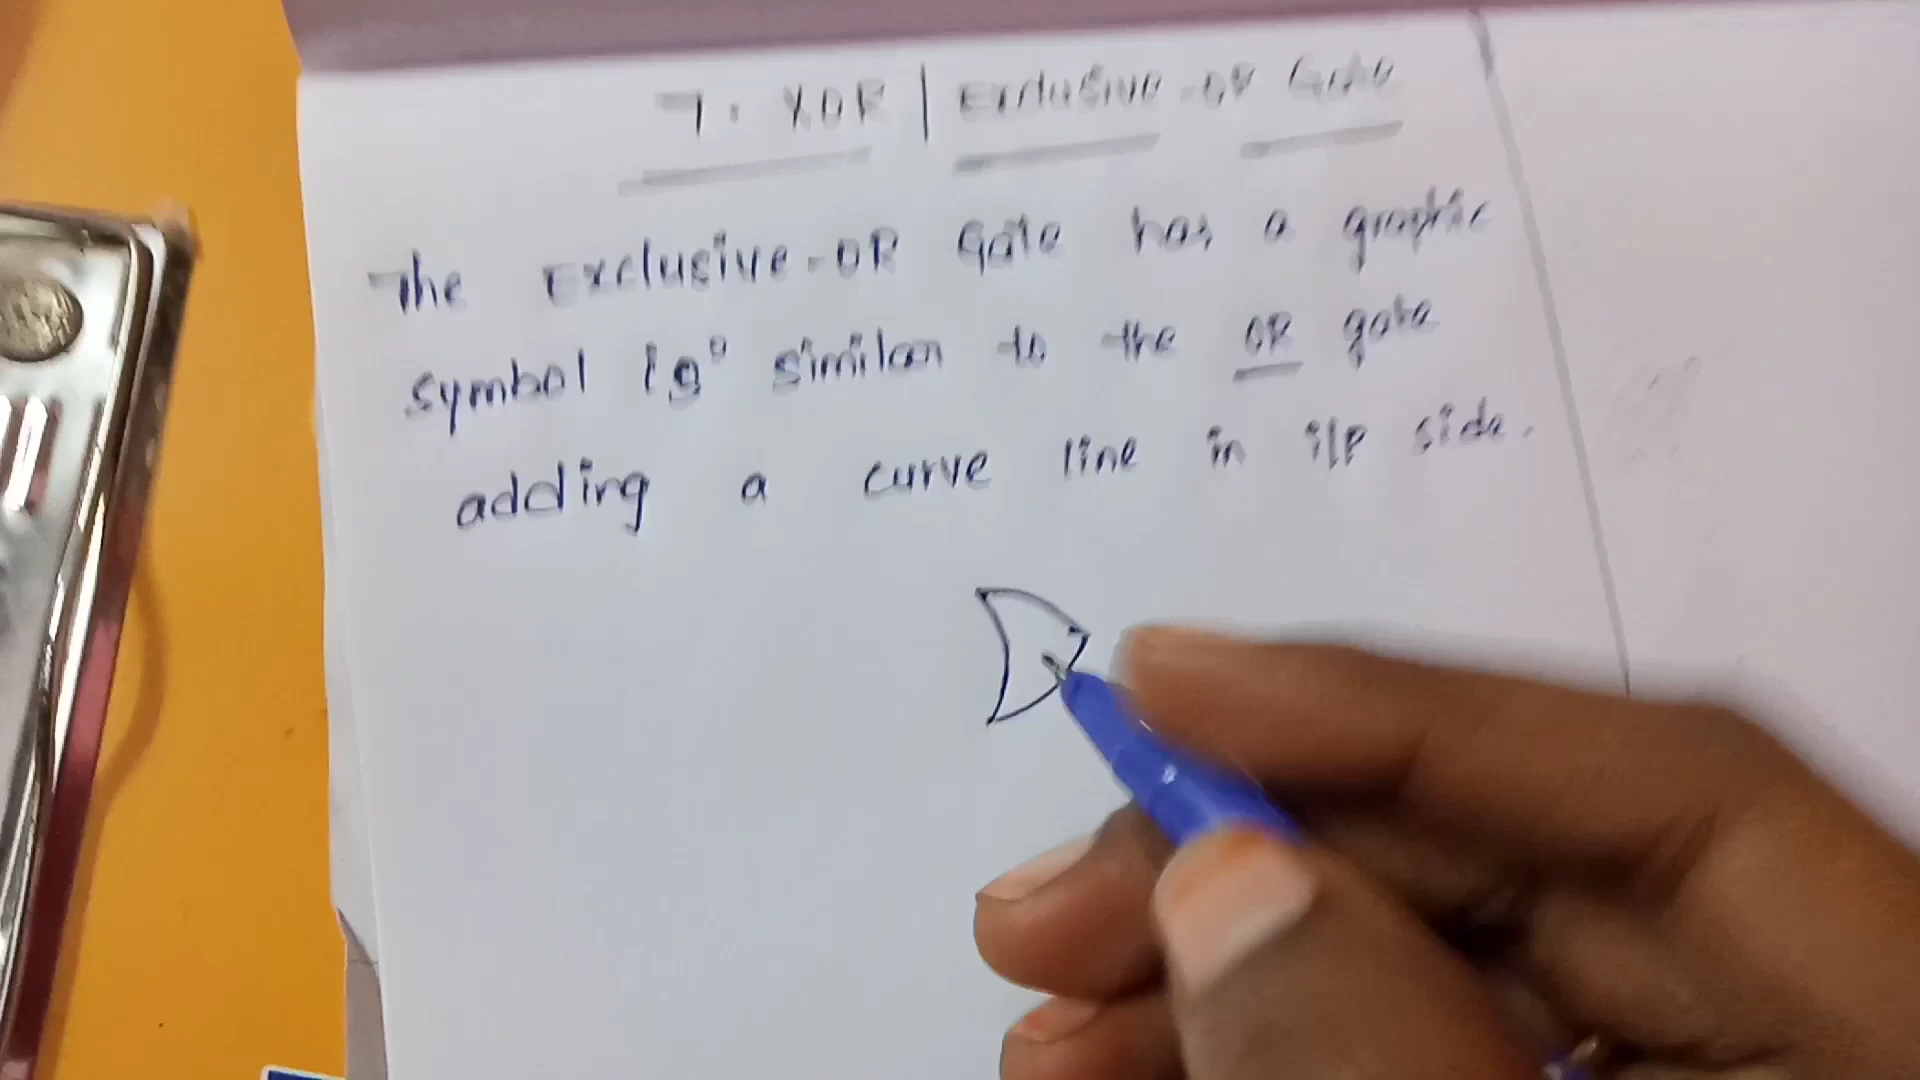 7. XOR | Exclusive-OR Gate
The Exclusive-OR Gate has a graphic
symbol is similar to the OR gate
adding a curve line in i/P side.